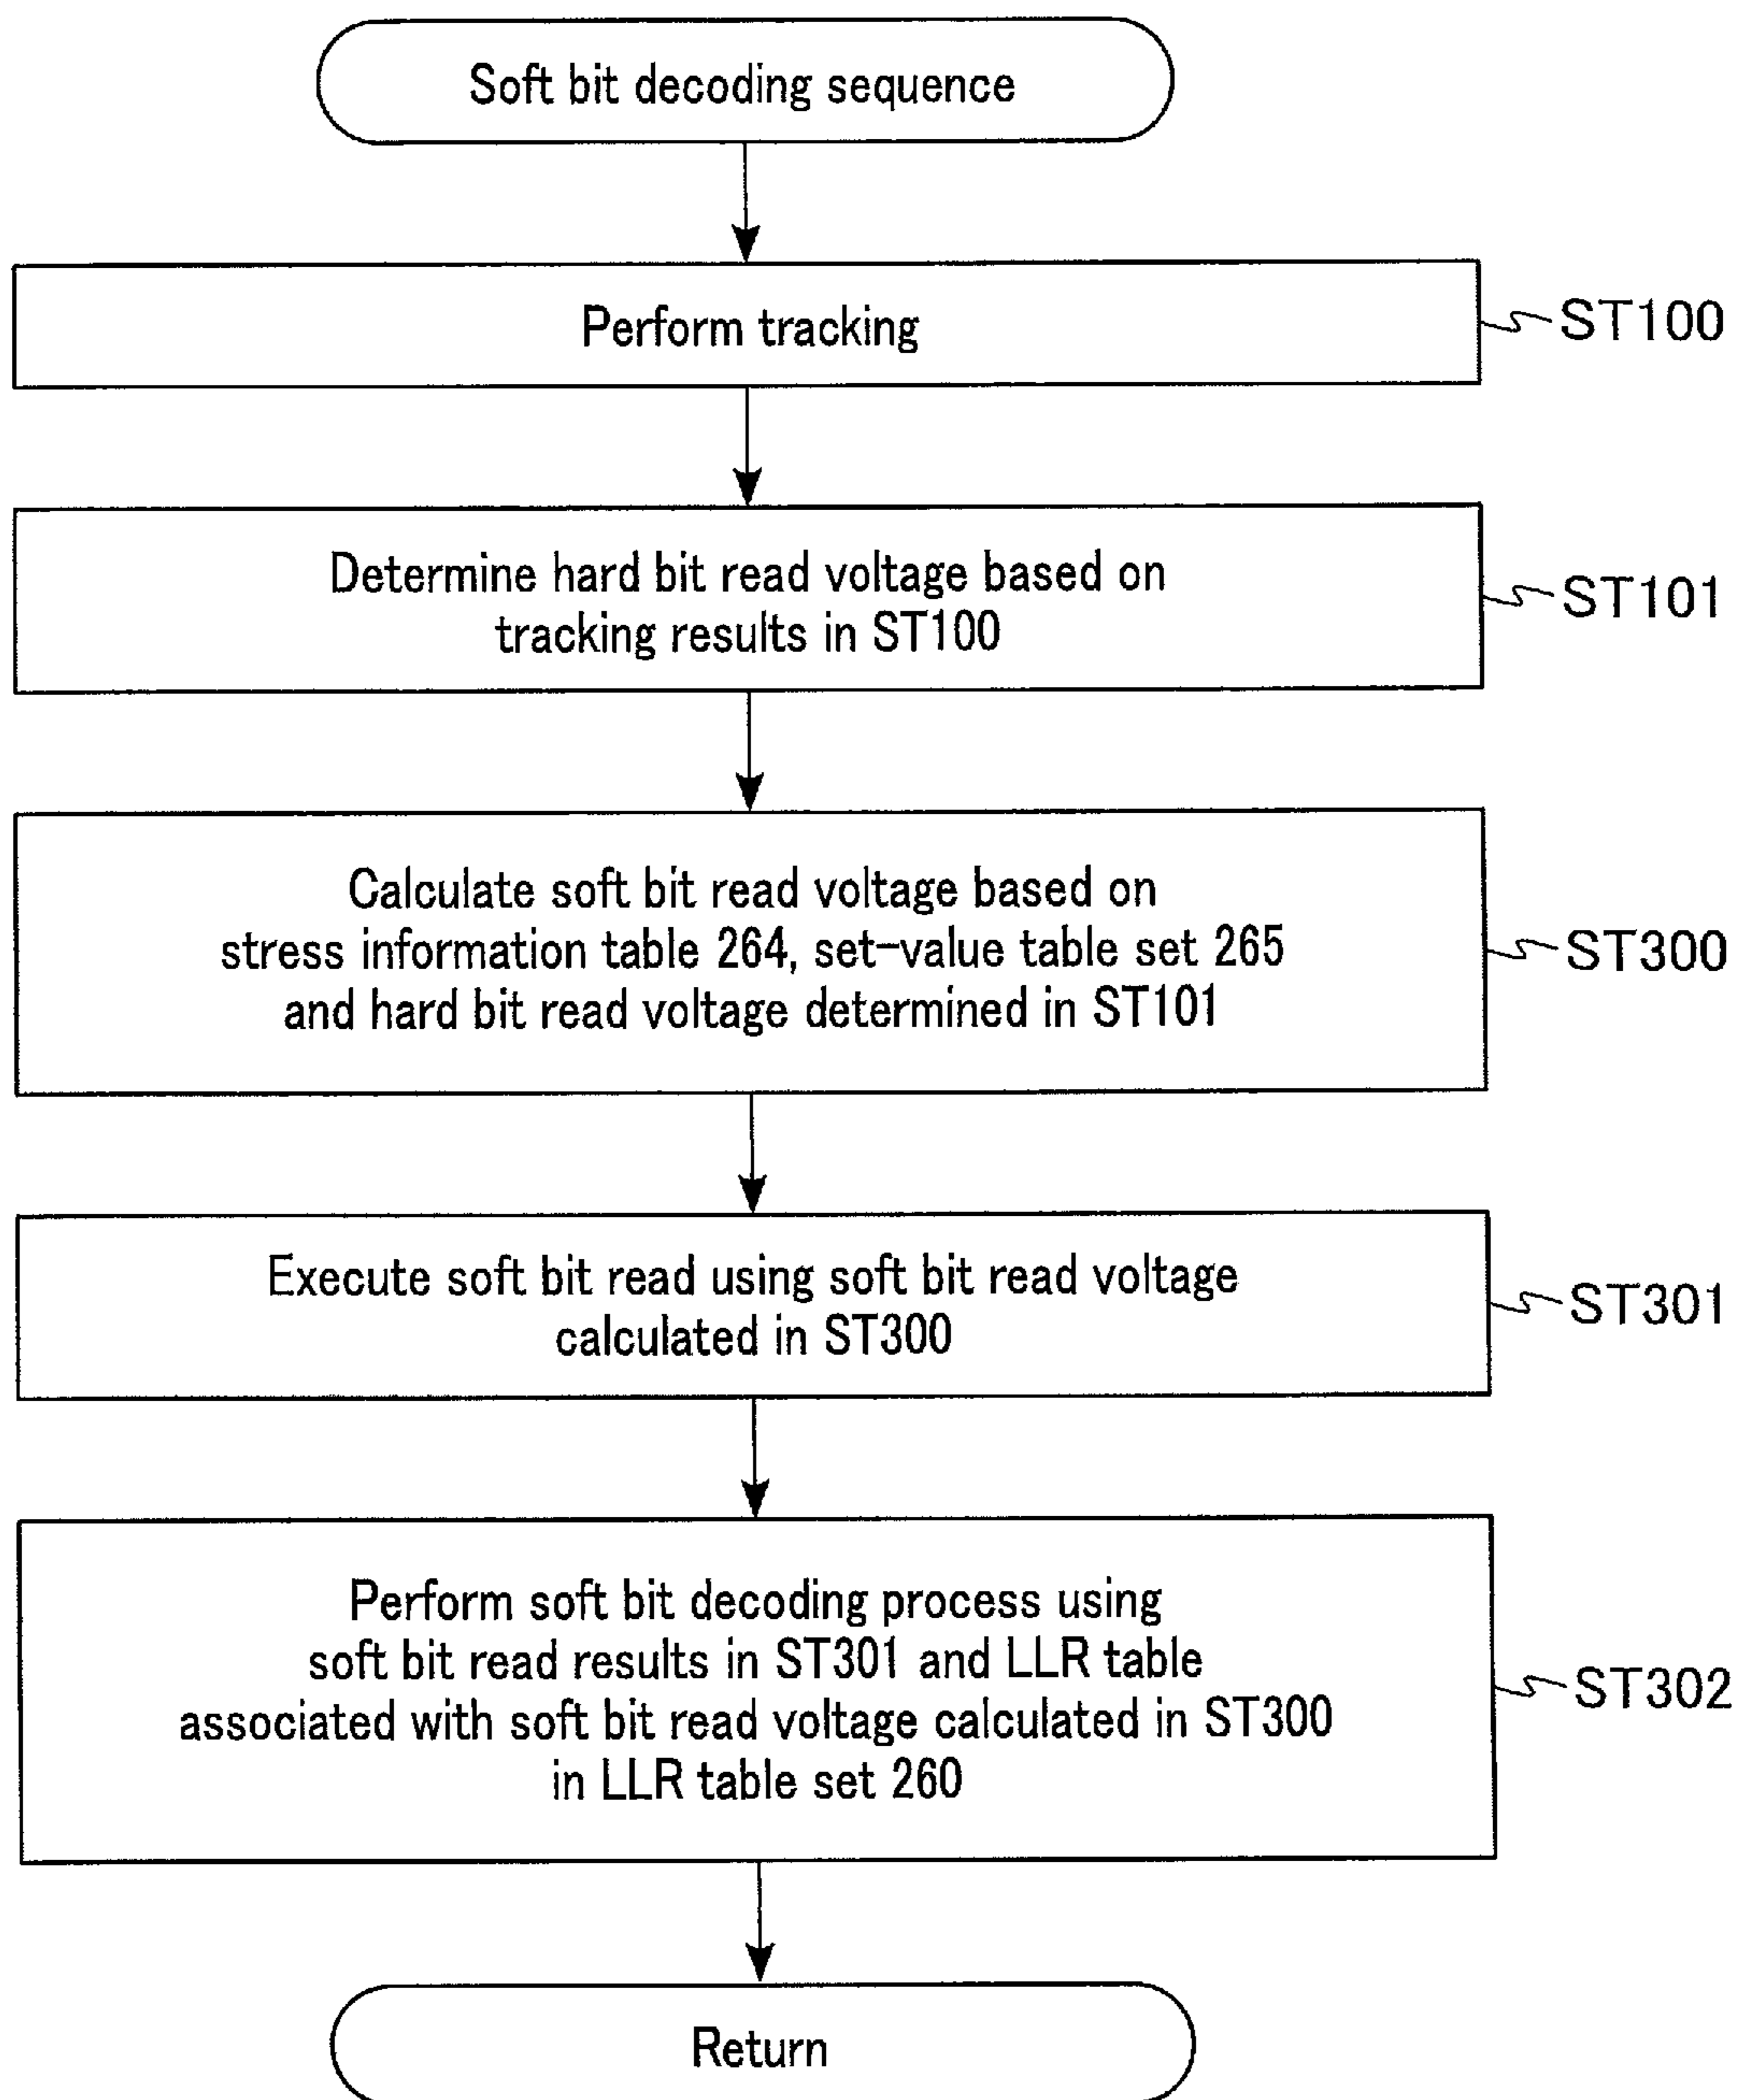 Soft bit decoding sequence
Perform tracking
ST100
Determine hard bit read voltage based on
tracking results in ST100
ST101
Calculate soft bit read voltage based on
stress information table 264, set-value table set 265
and hard bit read voltage determined in ST101
ST300
Execute soft bit read using soft bit read voltage
calculated in ST300
ST301
Perform soft bit decoding process using
soft bit read results in ST301 and LLR table
associated with soft bit read voltage calculated in ST300
in LLR table set 260
ST302
Return